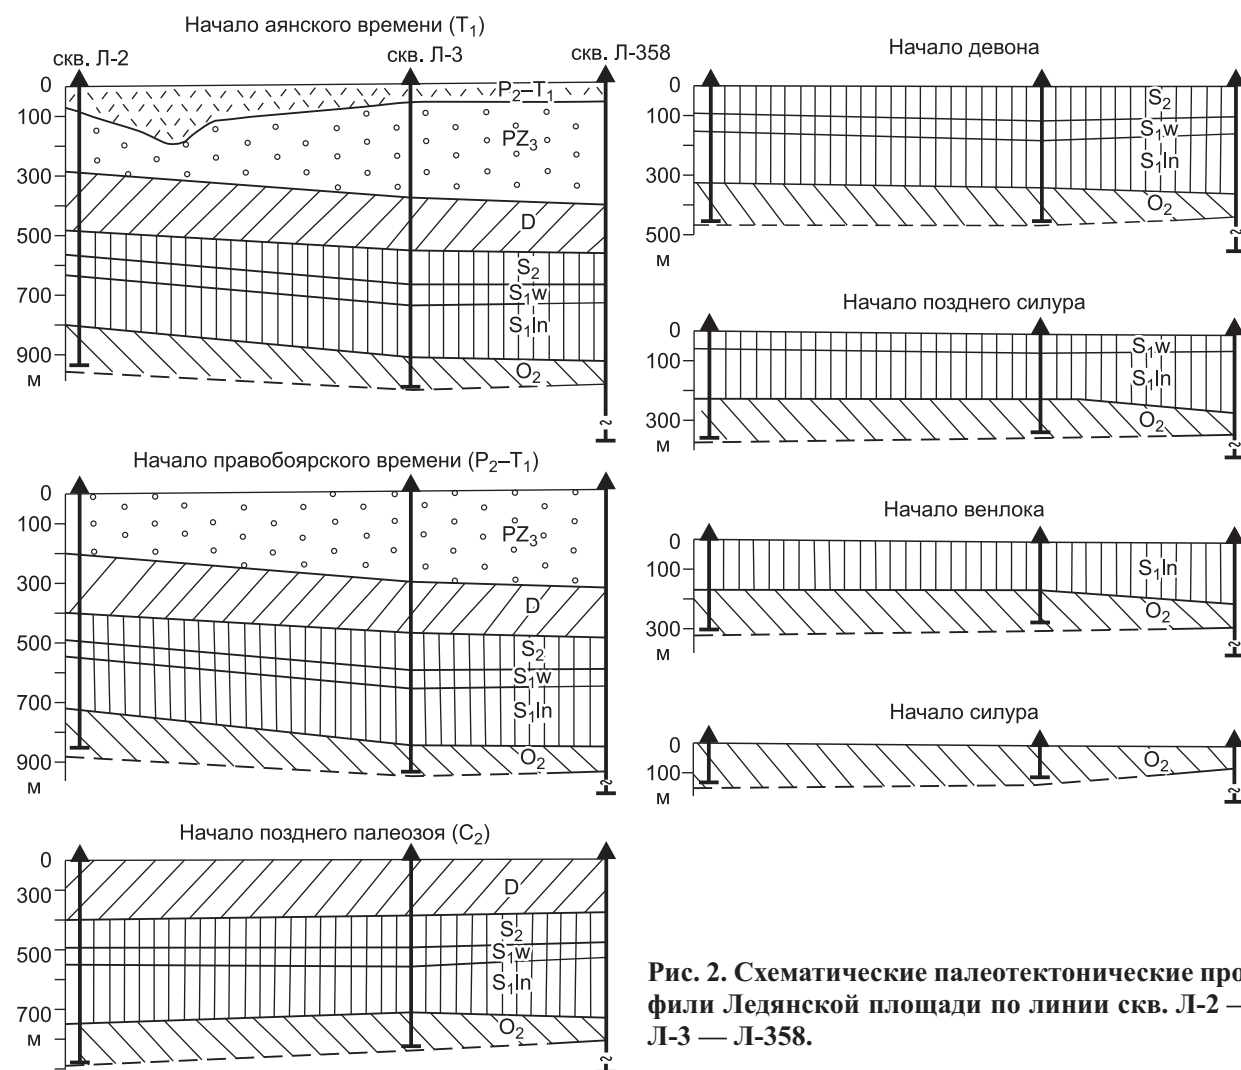 Начало аянского времени (T₁)
скв. Л-2
скв. Л-3
скв. Л-358
0
100
300
500
700
900
м
P₂–T₁
PZ₃
D
S₂
S₁w
S₁ln
O₂
Начало правобоярского времени (P₂–T₁)
0
100
300
500
700
900
м
PZ₃
D
S₂
S₁w
S₁ln
O₂
Начало позднего палеозоя (C₂)
0
300
500
700
м
D
S₂
S₁w
S₁ln
O₂
Начало девона
0
100
300
500
м
S₂
S₁w
S₁ln
O₂
Начало позднего силура
0
100
300
м
S₁w
S₁ln
O₂
Начало венлока
0
100
300
м
S₁ln
O₂
Начало силура
0
100
м
O₂
Рис. 2. Схематические палеотектонические про
фили Ледянской площади по линии скв. Л-2 —
Л-3 — Л-358.